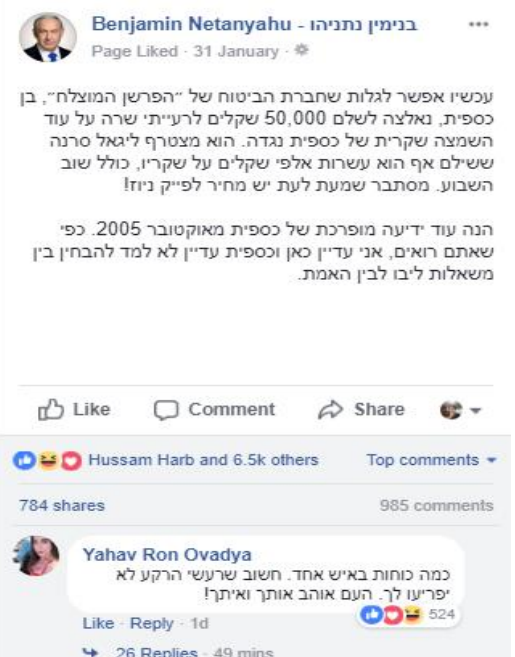 Benjamin Netanyahu - בנימין נתניהו
Page Liked · 31 January ·
עכשיו אפשר לגלות שחברת הביטוח של ״הפרשן המוצלח״, בן
כספית, נאלצה לשלם 50,000 שקלים לרעייתי שרה על עוד
השמצה שקרית של כספית נגדה. הוא מצטרף ליגאל סרנה
ששילם אף הוא עשרות אלפי שקלים על שקריו, כולל שוב
השבוע. מסתבר שמעת לעת יש מחיר לפייק ניוז!
הנה עוד ידיעה מופרכת של כספית מאוקטובר 2005. כפי
שאתם רואים, אני עדיין כאן וכספית עדיין לא למד להבחין בין
משאלות ליבו לבין האמת.
Like Comment Share
Hussam Harb and 6.5k others Top comments
784 shares 985 comments
Yahav Ron Ovadya
כמה כוחות באיש אחד. חשוב שרעשי הרקע לא
יפריעו לך. העם אוהב אותך ואיתך!
524
Like · Reply · 1d
26 Replies · 49 mins